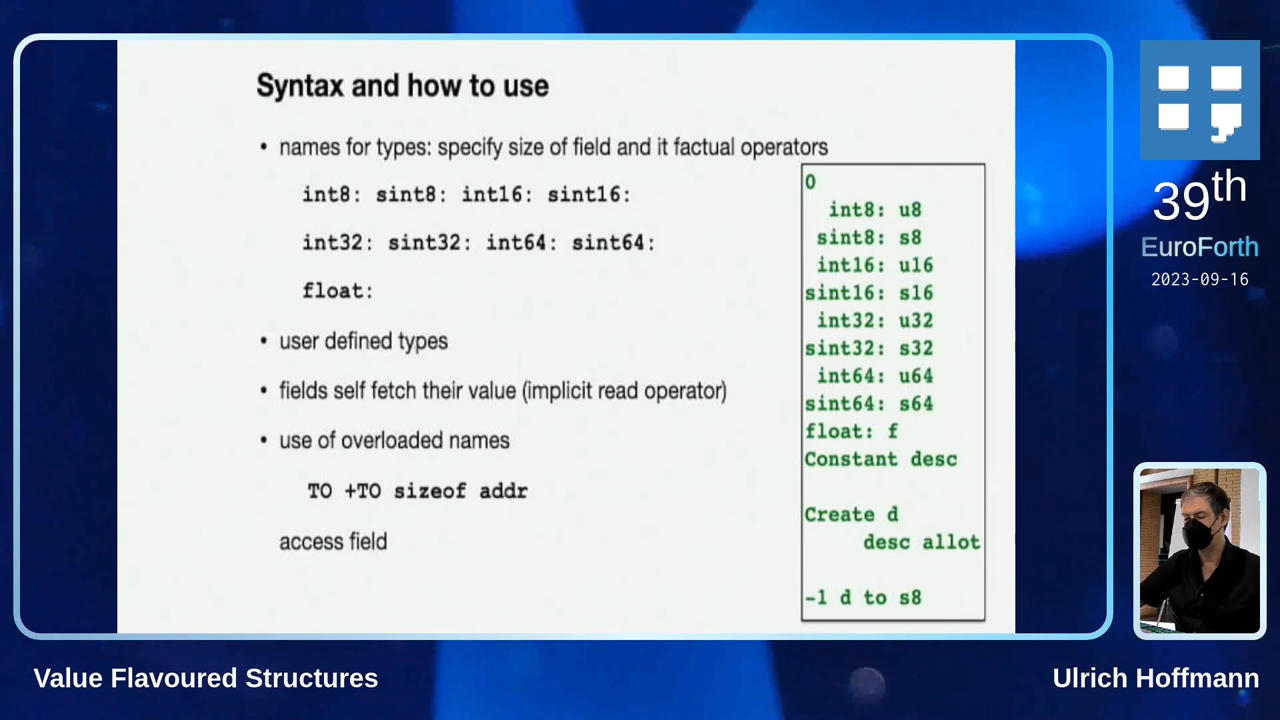 Syntax and how to use
• names for types: specify size of field and it factual operators
int8: sint8: int16: sint16:
int32: sint32: int64: sint64:
float:
• user defined types
• fields self fetch their value (implicit read operator)
• use of overloaded names
TO +TO sizeof addr
access field
0
int8: u8
sint8: s8
int16: u16
sint16: s16
int32: u32
sint32: s32
int64: u64
sint64: s64
float: f
Constant desc
Create d
desc allot
-1 d to s8
39th
EuroForth
2023-09-16
Value Flavoured Structures
Ulrich Hoffmann